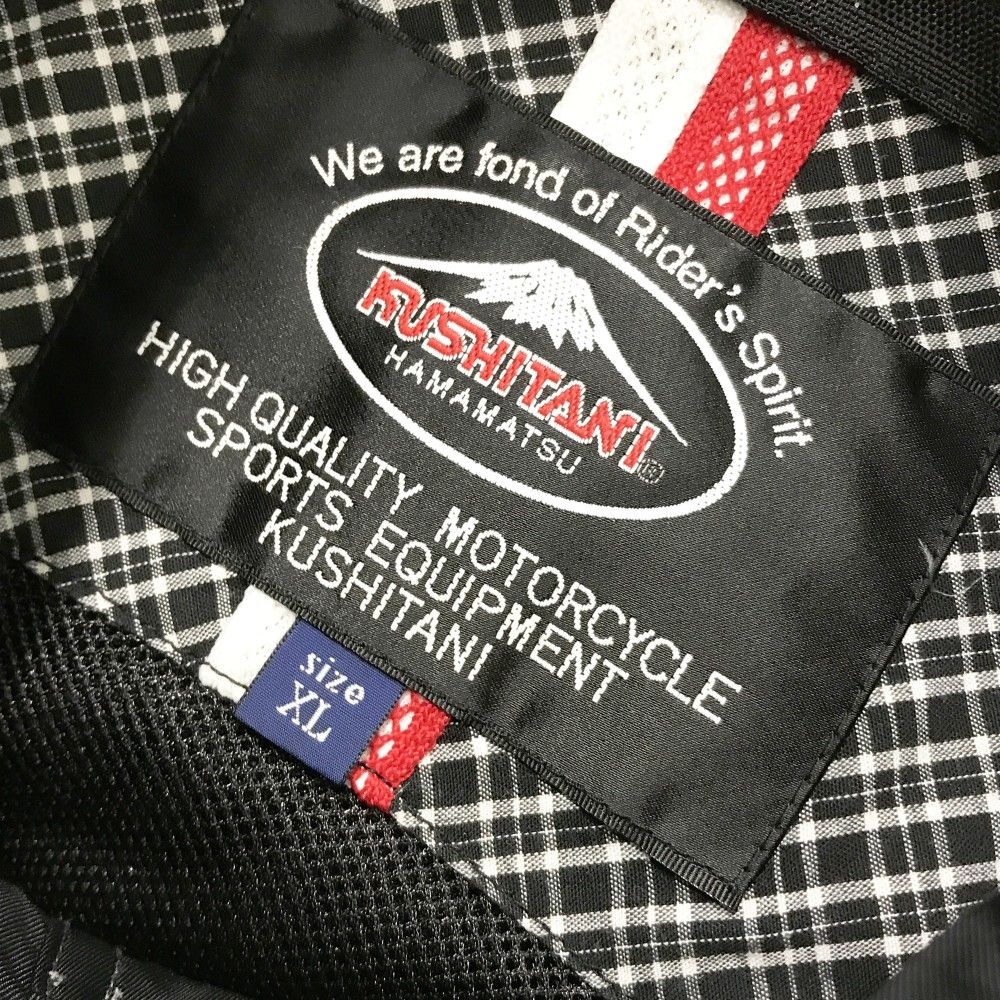 We are fond of Rider's Spirit.
KUSHITANI®
HAMAMATSU
HIGH QUALITY MOTORCYCLE
SPORTS EQUIPMENT
KUSHITANI
size
XL